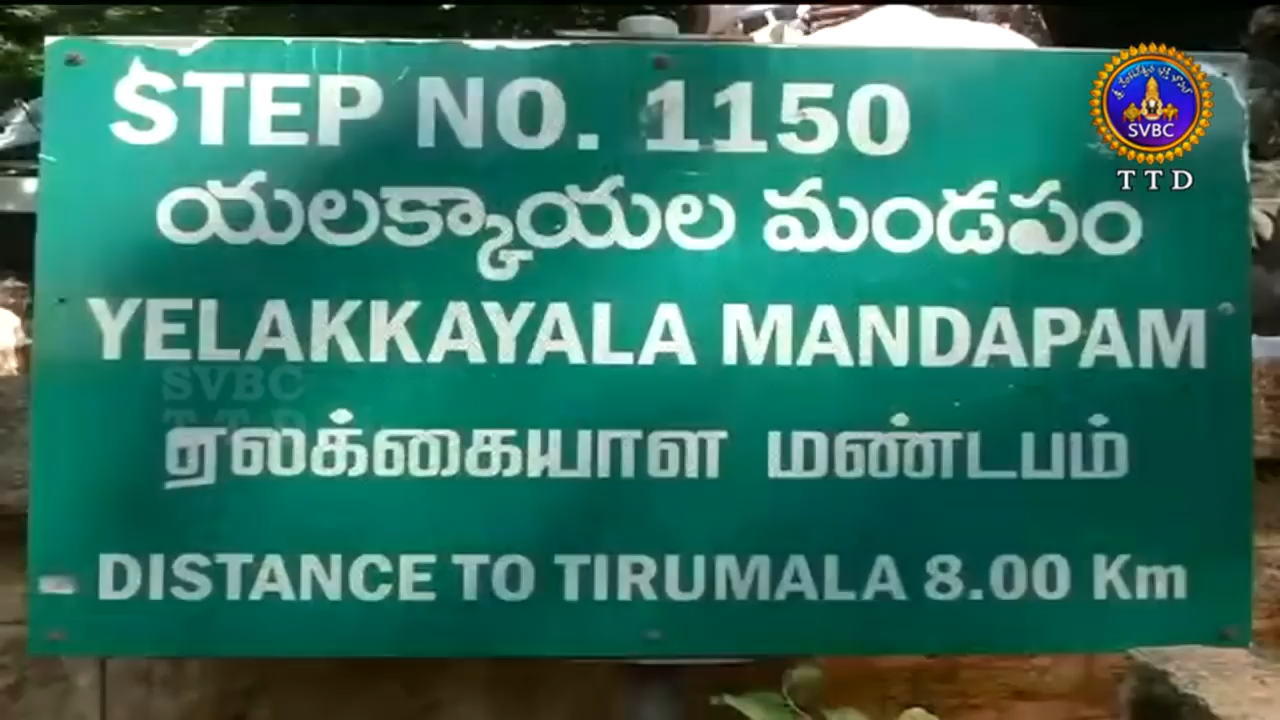 STEP NO. 1150
యలక్కాయల మండపం
YELAKKAYALA MANDAPAM
ஏலக்கையாள மண்டபம்
DISTANCE TO TIRUMALA 8.00 Km
SVBC
TTD
SVBC